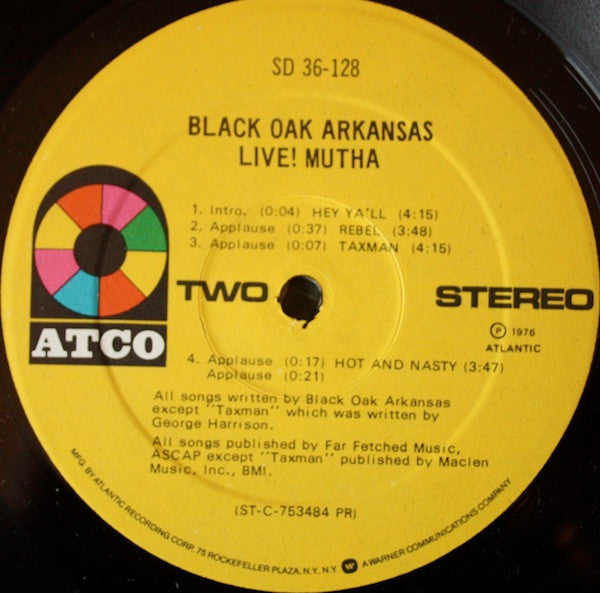 SD 36-128
BLACK OAK ARKANSAS
LIVE! MUTHA
1. Intro. (0:04) HEY YA'LL (4:15)
2. Applause (0:37) REBEL (3:48)
3. Applause (0:07) TAXMAN (4:15)
ATCO
TWO
STEREO
Ⓟ 1976
ATLANTIC
4. Applause (0:17) HOT AND NASTY (3:47)
Applause (0:21)
All songs written by Black Oak Arkansas
except "Taxman" which was written by
George Harrison.
All songs published by Far Fetched Music,
ASCAP except "Taxman" published by Maclen
Music, Inc., BMI.
(ST-C-753484 PR)
MFG. BY ATLANTIC RECORDING CORP. 75 ROCKEFELLER PLAZA, N.Y., N.Y. W A WARNER COMMUNICATIONS COMPANY